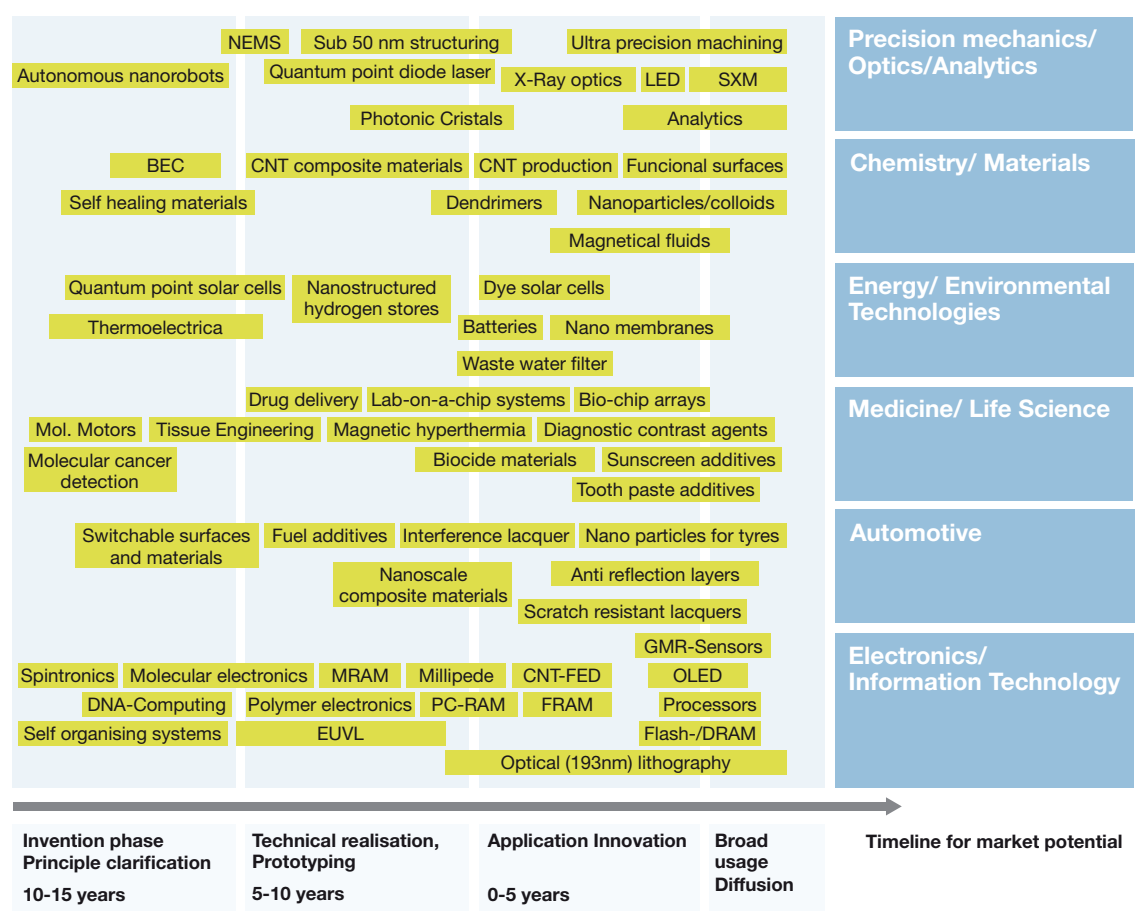 NEMS
Sub 50 nm structuring
Ultra precision machining
Precision mechanics/
Optics/Analytics
Autonomous nanorobots
Quantum point diode laser
X-Ray optics
LED
SXM
Photonic Cristals
Analytics
BEC
CNT composite materials
CNT production
Funcional surfaces
Chemistry/ Materials
Self healing materials
Dendrimers
Nanoparticles/colloids
Magnetical fluids
Quantum point solar cells
Nanostructured
hydrogen stores
Dye solar cells
Energy/ Environmental
Technologies
Thermoelectrica
Batteries
Nano membranes
Waste water filter
Drug delivery
Lab-on-a-chip systems
Bio-chip arrays
Medicine/ Life Science
Mol. Motors
Tissue Engineering
Magnetic hyperthermia
Diagnostic contrast agents
Molecular cancer
detection
Biocide materials
Sunscreen additives
Tooth paste additives
Switchable surfaces
and materials
Fuel additives
Interference lacquer
Nano particles for tyres
Automotive
Nanoscale
composite materials
Anti reflection layers
Scratch resistant lacquers
GMR-Sensors
Electronics/
Information Technology
Spintronics
Molecular electronics
MRAM
Millipede
CNT-FED
OLED
DNA-Computing
Polymer electronics
PC-RAM
FRAM
Processors
Self organising systems
EUVL
Flash-/DRAM
Optical (193nm) lithography
Invention phase
Principle clarification
10-15 years
Technical realisation,
Prototyping
5-10 years
Application Innovation
0-5 years
Broad
usage
Diffusion
Timeline for market potential